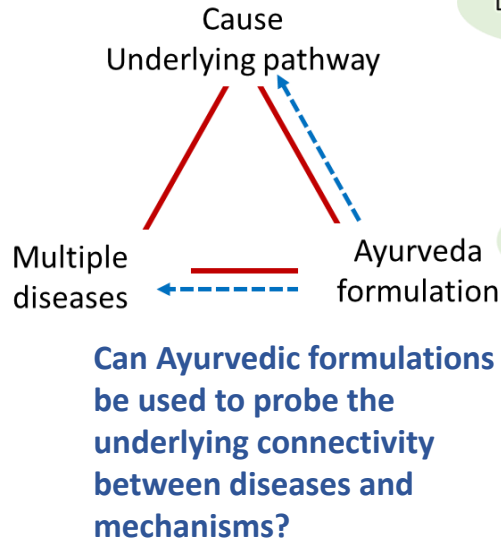 Cause
Underlying pathway
Multiple
diseases
Ayurveda
formulation
Can Ayurvedic formulations
be used to probe the
underlying connectivity
between diseases and
mechanisms?